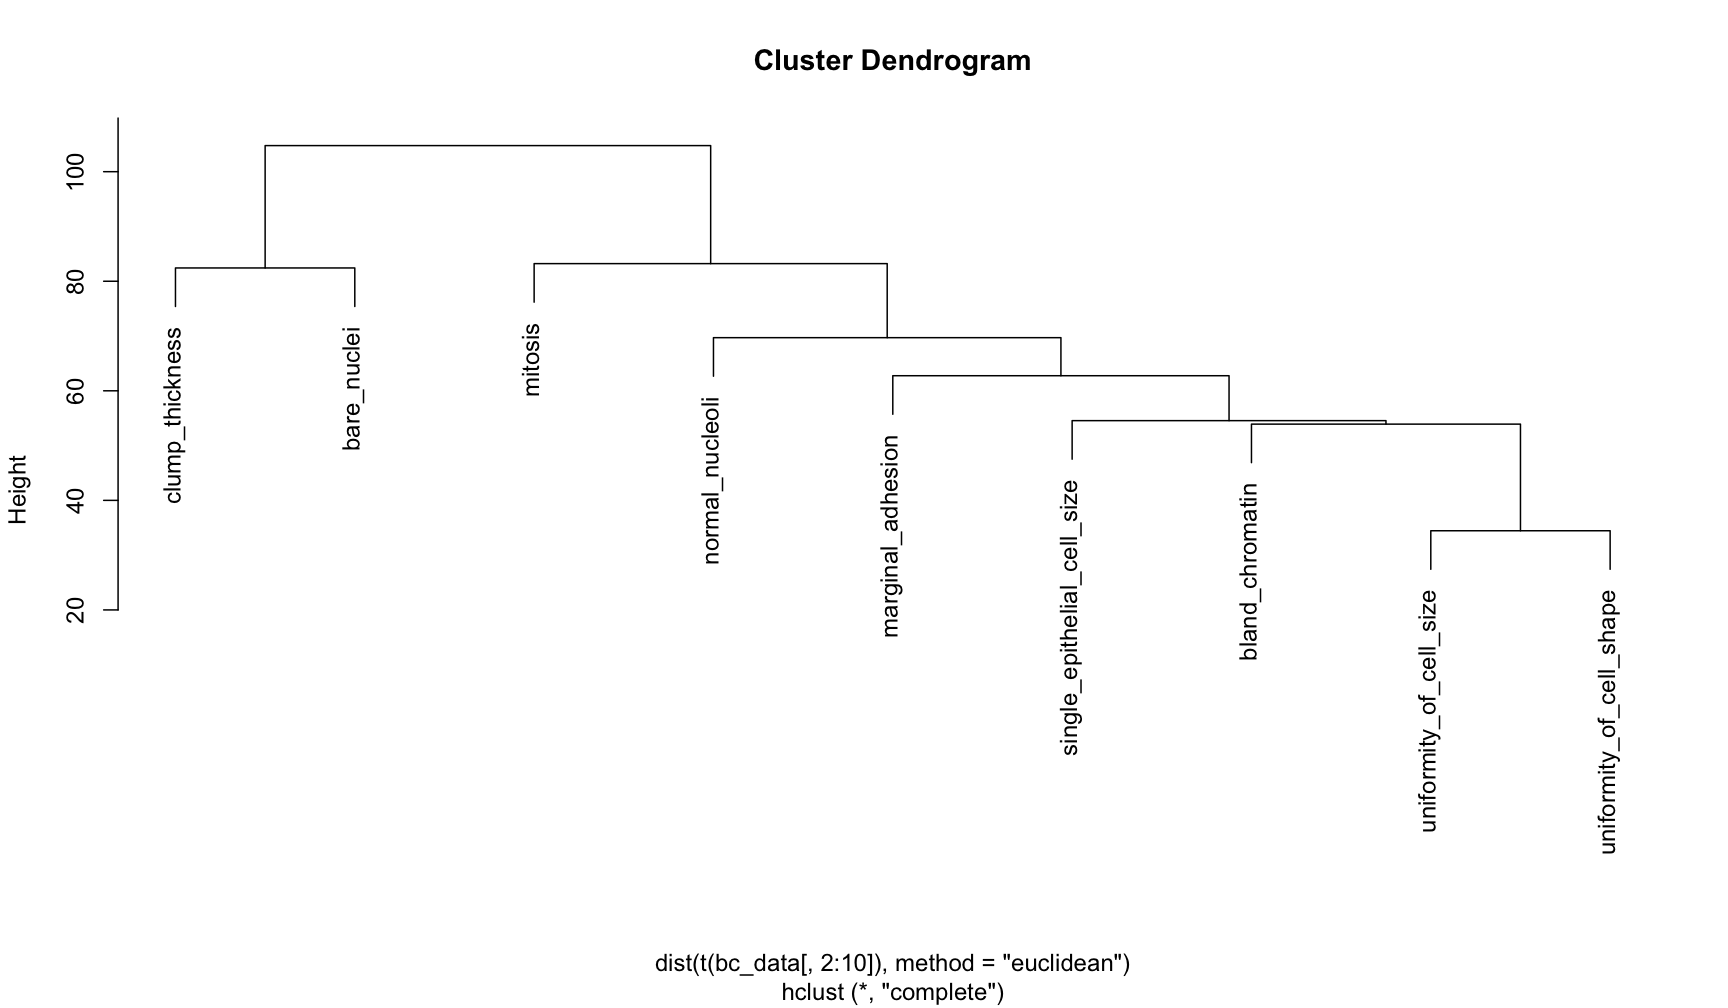 Cluster Dendrogram
Height
100
80
60
40
20
clump_thickness
bare_nuclei
mitosis
normal_nucleoli
marginal_adhesion
single_epithelial_cell_size
bland_chromatin
uniformity_of_cell_size
uniformity_of_cell_shape
dist(t(bc_data[, 2:10]), method = "euclidean")
hclust (*, "complete")